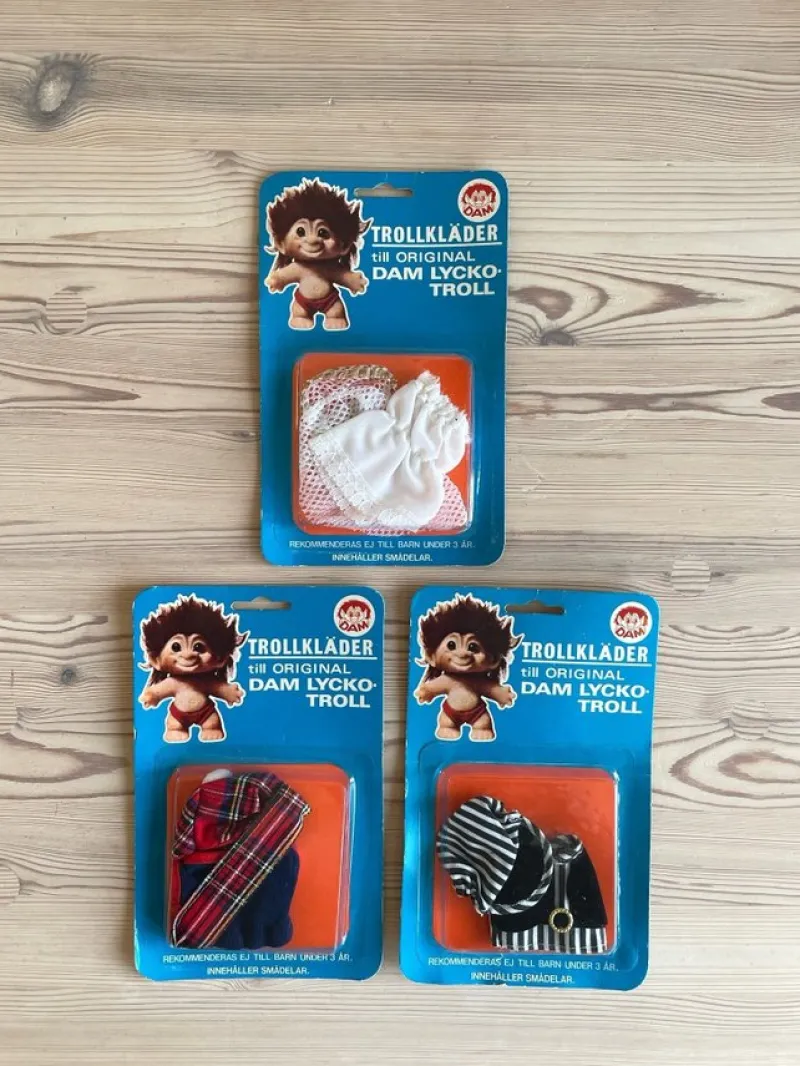 DAM
TROLLKLÄDER
till ORIGINAL
DAM LYCKO-
TROLL
REKOMMENDERAS EJ TILL BARN UNDER 3 ÅR.
INNEHÅLLER SMÅDELAR.
DAM
TROLLKLÄDER
till ORIGINAL
DAM LYCKO-
TROLL
REKOMMENDERAS EJ TILL BARN UNDER 3 ÅR.
INNEHÅLLER SMÅDELAR.
DAM
TROLLKLÄDER
till ORIGINAL
DAM LYCKO-
TROLL
REKOMMENDERAS EJ TILL BARN UNDER 3 ÅR.
INNEHÅLLER SMÅDELAR.